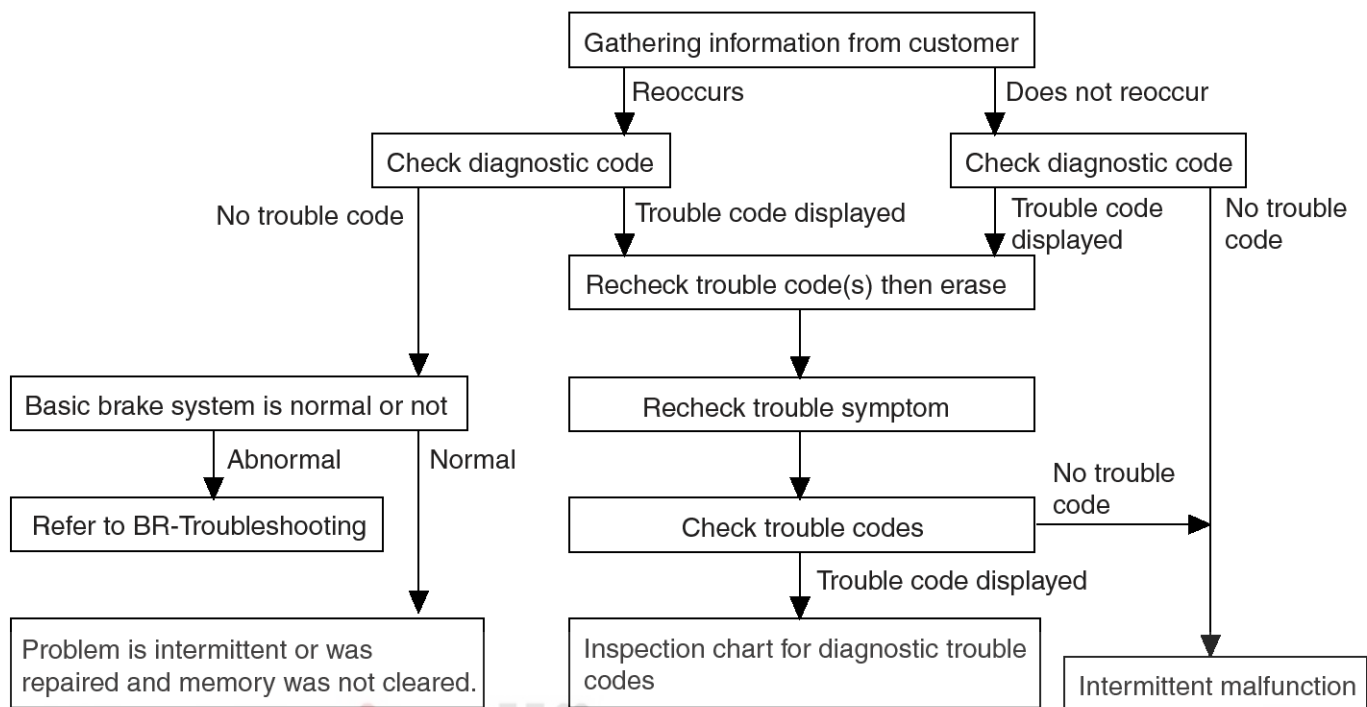 Gathering information from customer
Reoccurs
Does not reoccur
Check diagnostic code
Check diagnostic code
No trouble code
Trouble code displayed
Trouble code
displayed
No trouble
code
Recheck trouble code(s) then erase
Basic brake system is normal or not
Recheck trouble symptom
Abnormal
Normal
No trouble
code
Refer to BR-Troubleshooting
Check trouble codes
Trouble code displayed
Problem is intermittent or was
repaired and memory was not cleared.
Inspection chart for diagnostic trouble
codes
Intermittent malfunction